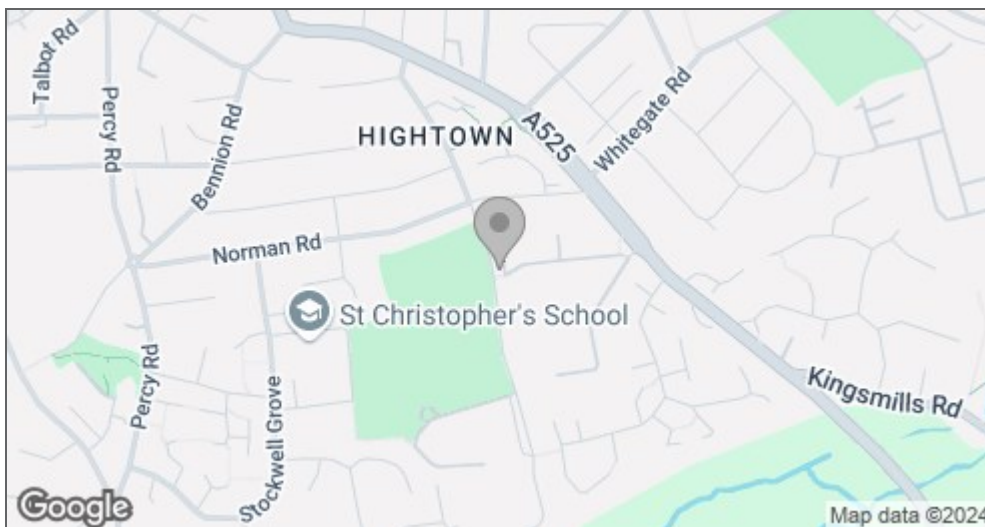 Talbot Rd
Percy Rd
Bennion Rd
HIGHTOWN
A525
Whitegate Rd
Norman Rd
St Christopher's School
Percy Rd
Stockwell Grove
Kingsmills Rd
Google
Map data ©2024